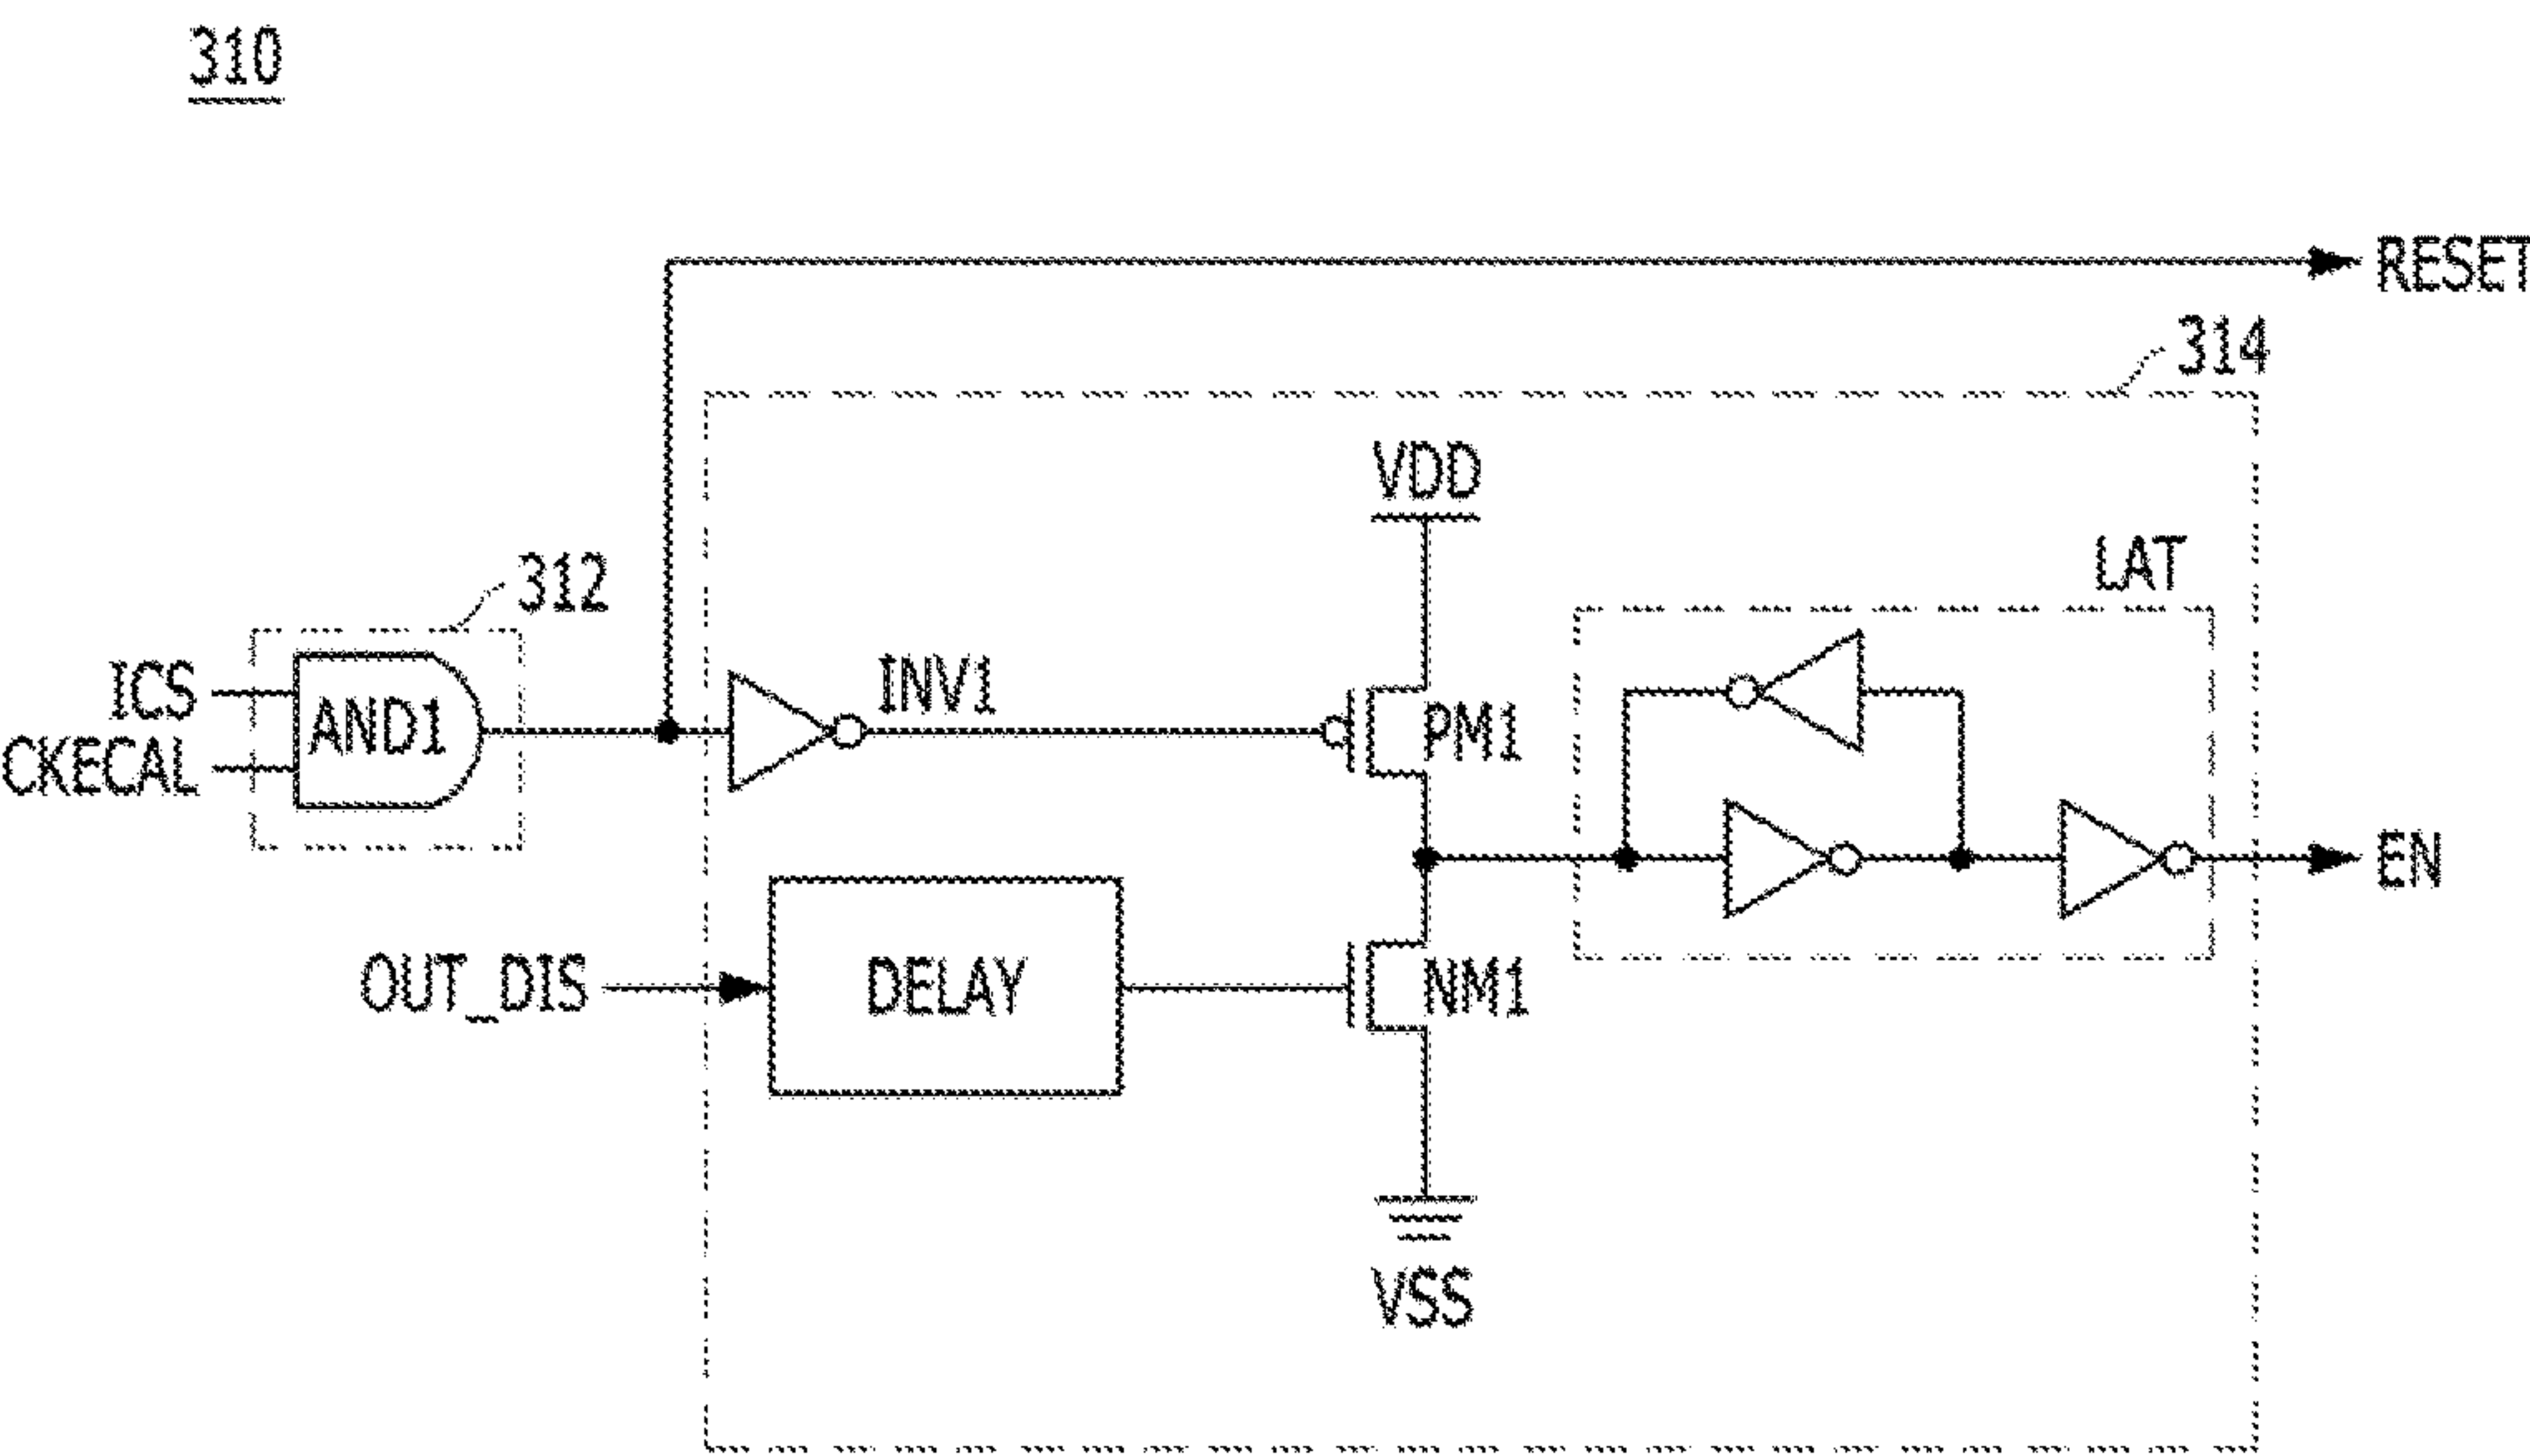 310
RESET
314
VDD
LAT
312
ICS
AND1
INV1
PM1
CKECAL
EN
OUT_DIS
DELAY
NM1
VSS